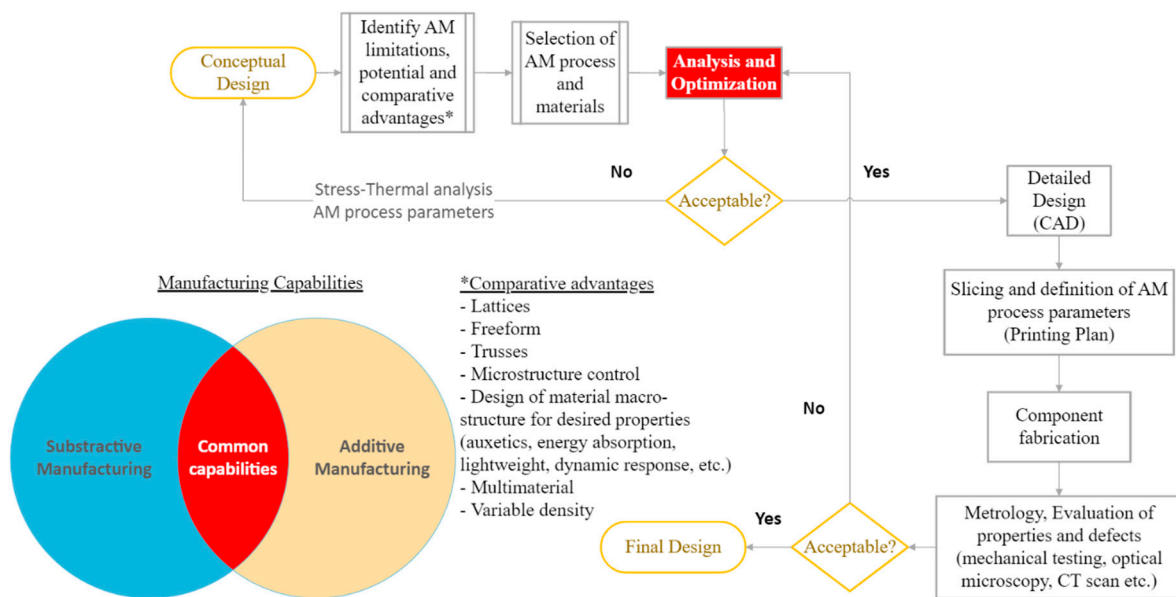 Conceptual
Design
Identify AM
limitations,
potential and
comparative
advantages*
Selection of
AM process
and
materials
Analysis and
Optimization
No
Yes
Stress-Thermal analysis
AM process parameters
Acceptable?
Detailed
Design
(CAD)
Slicing and definition of AM
process parameters
(Printing Plan)
Component
fabrication
Metrology, Evaluation of
properties and defects
(mechanical testing, optical
microscopy, CT scan etc.)
No
Acceptable?
Yes
Final Design
Manufacturing Capabilities
Substractive
Manufacturing
Common
capabilities
Additive
Manufacturing
*Comparative advantages
- Lattices
- Freeform
- Trusses
- Microstructure control
- Design of material macro-
structure for desired properties
(auxetics, energy absorption,
lightweight, dynamic response, etc.)
- Multimaterial
- Variable density